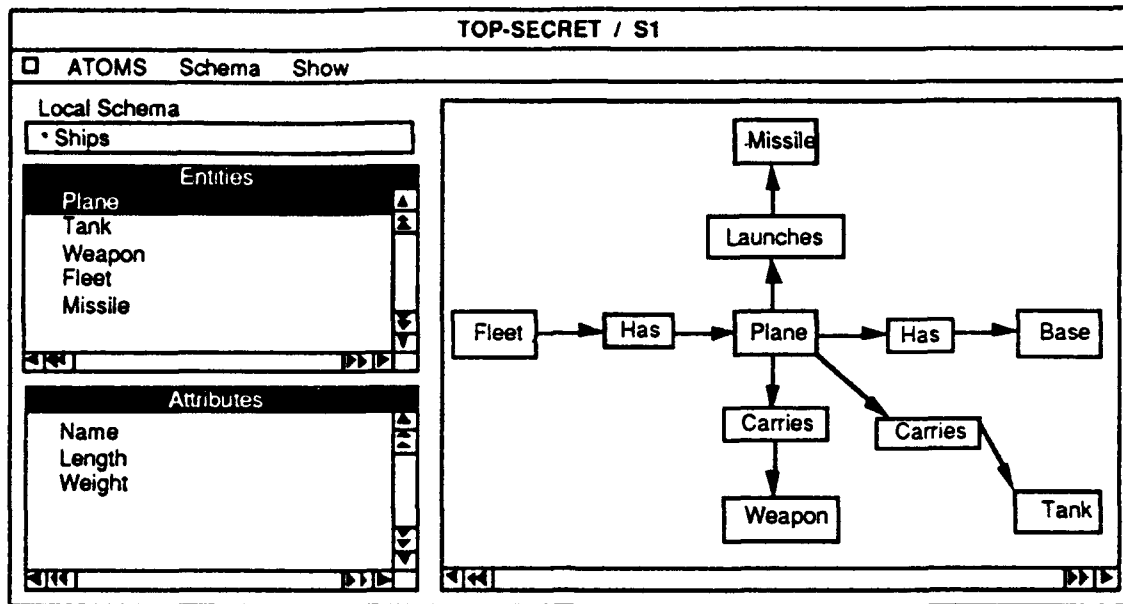 TOP-SECRET / S1
ATOMS Schema Show
Local Schema
Ships
Entities
Plane
Tank
Weapon
Fleet
Missile
Attributes
Name
Length
Weight
Missile
Launches
Fleet Has Plane Has Base
Carries Carries
Weapon Tank